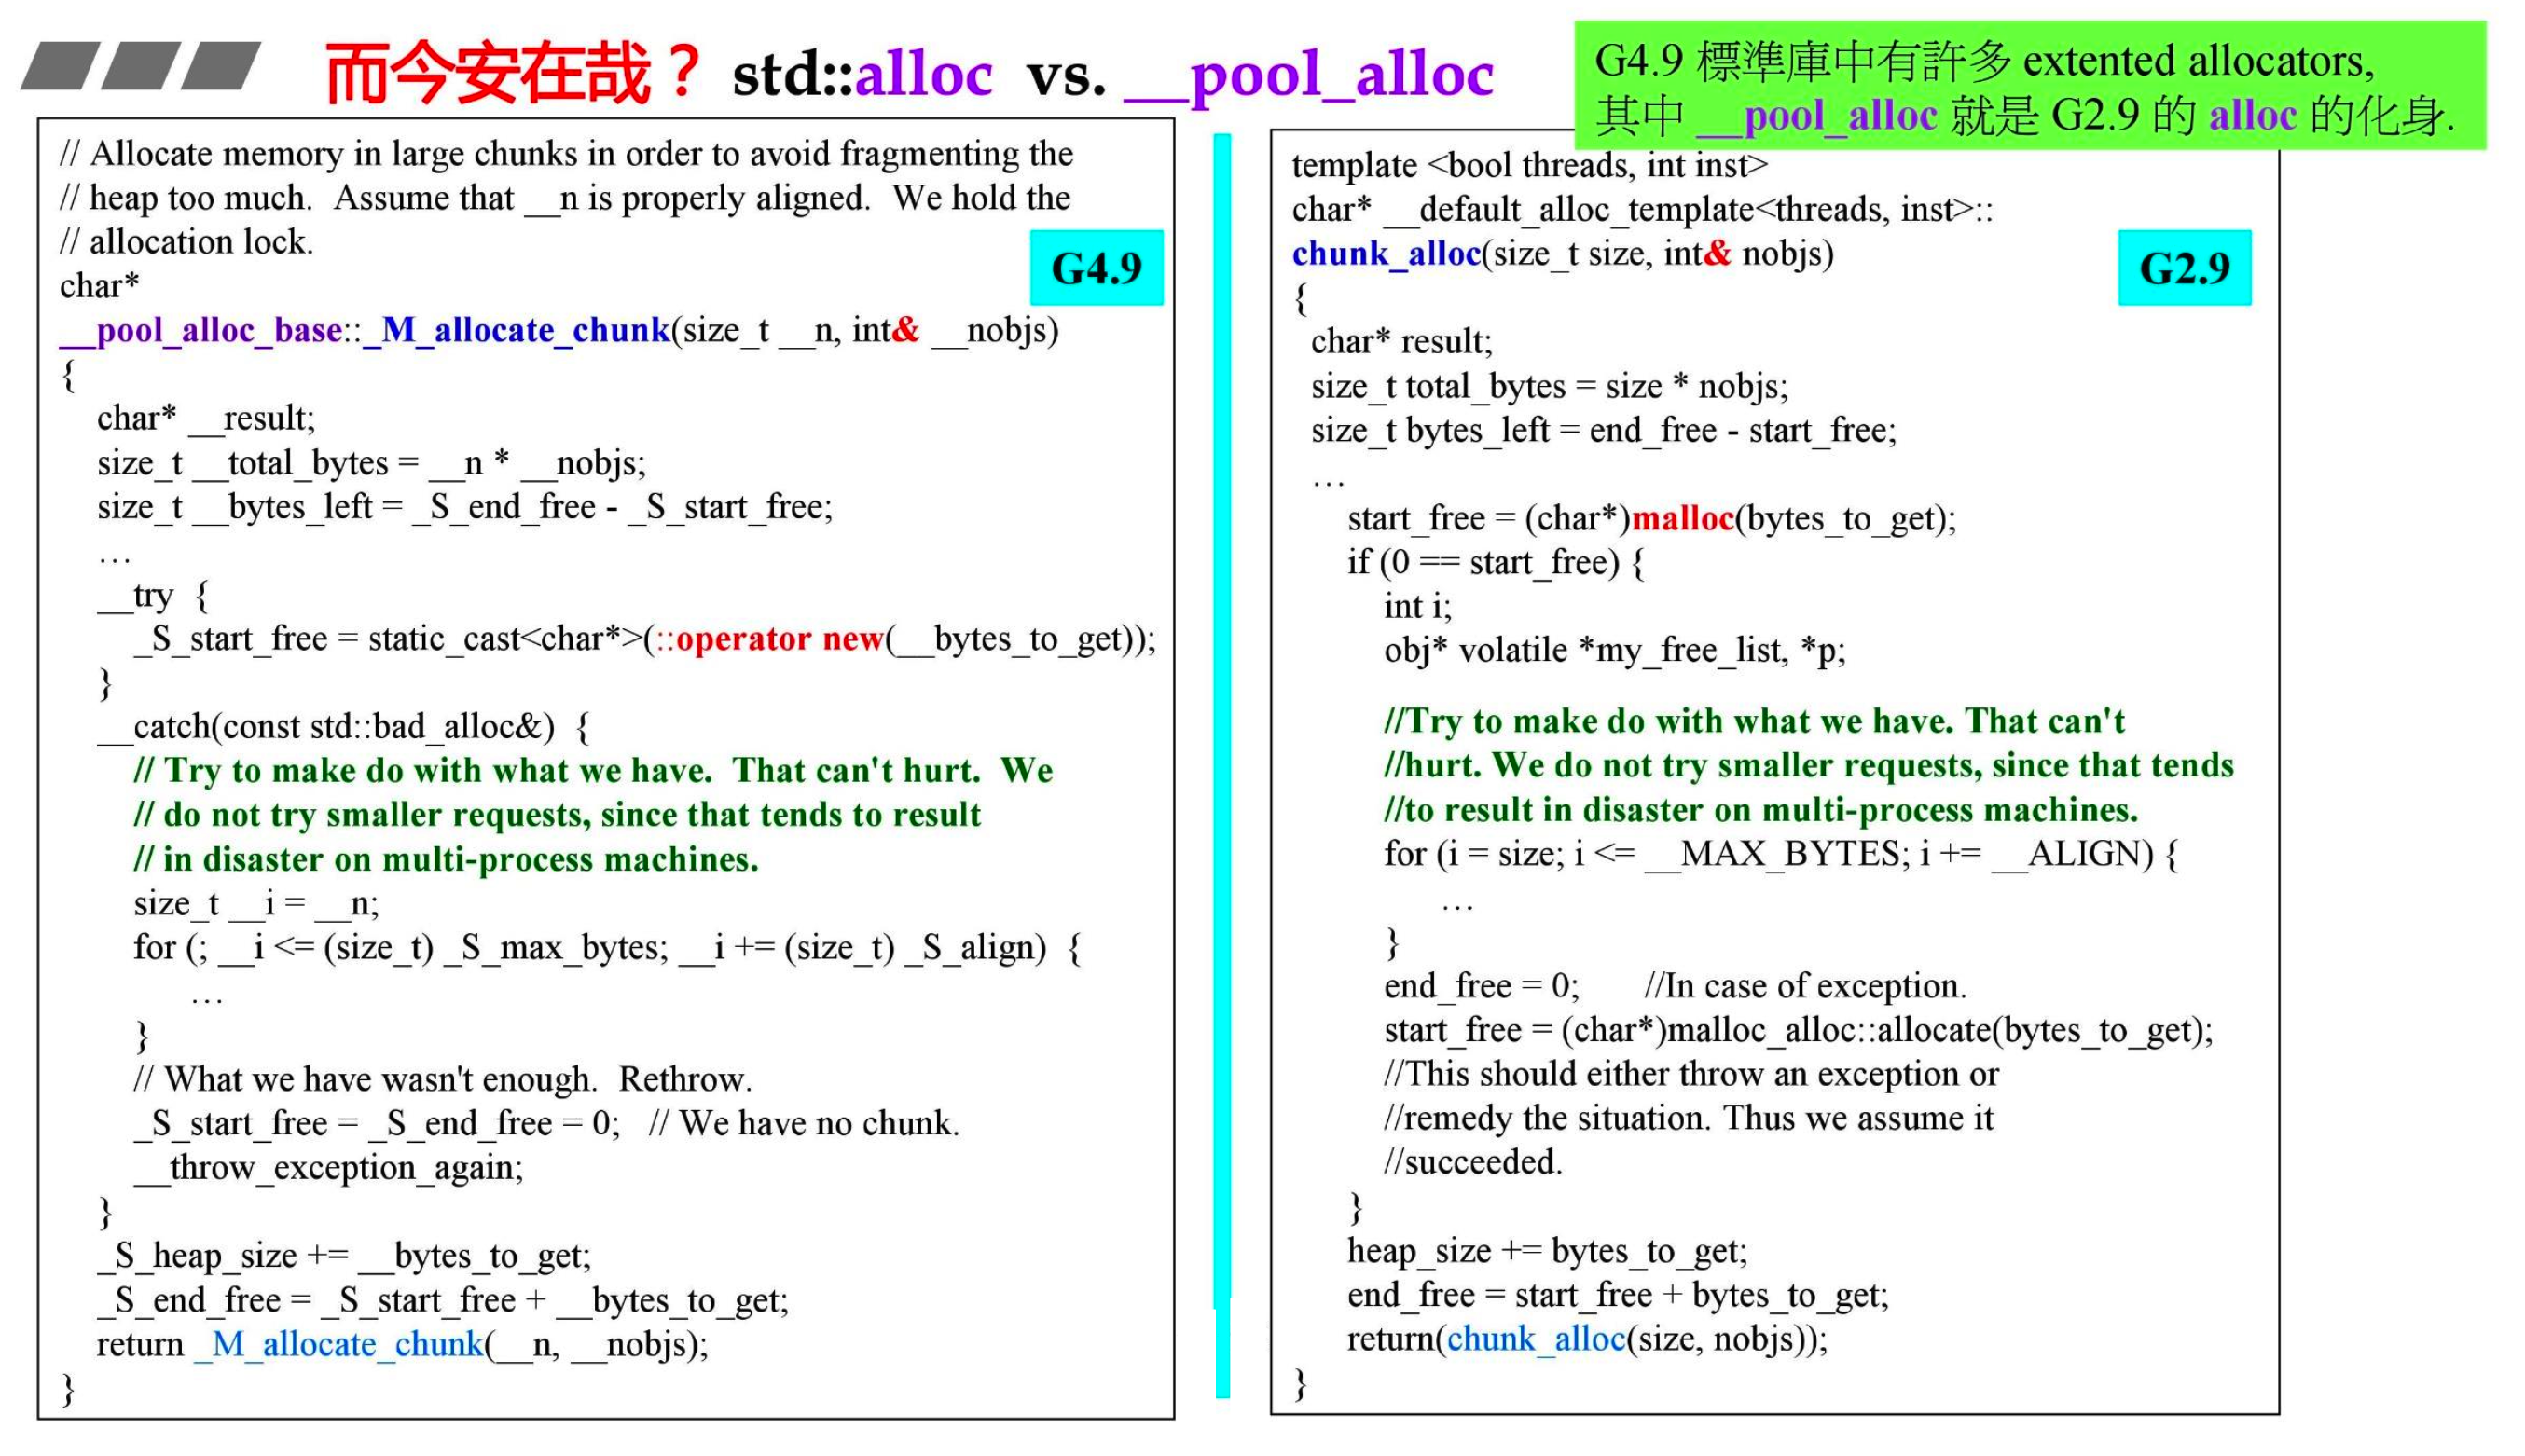 而今安在哉？ std::alloc vs. __pool_alloc
G4.9 標準庫中有許多 extented allocators,
其中 __pool_alloc 就是 G2.9 的 alloc 的化身.
// Allocate memory in large chunks in order to avoid fragmenting the
// heap too much.  Assume that __n is properly aligned.  We hold the
// allocation lock.
G4.9
char*
__pool_alloc_base::_M_allocate_chunk(size_t __n, int& __nobjs)
{
char* __result;
size_t __total_bytes = __n * __nobjs;
size_t __bytes_left = _S_end_free - _S_start_free;
…
__try  {
_S_start_free = static_cast<char*>(::operator new(__bytes_to_get));
}
__catch(const std::bad_alloc&)  {
// Try to make do with what we have.  That can't hurt.  We
// do not try smaller requests, since that tends to result
// in disaster on multi-process machines.
size_t __i = __n;
for (; __i <= (size_t) _S_max_bytes; __i += (size_t) _S_align)  {
…
}
// What we have wasn't enough.  Rethrow.
_S_start_free = _S_end_free = 0;   // We have no chunk.
__throw_exception_again;
}
_S_heap_size += __bytes_to_get;
_S_end_free = _S_start_free + __bytes_to_get;
return _M_allocate_chunk(__n, __nobjs);
}
template <bool threads, int inst>
char* __default_alloc_template<threads, inst>::
chunk_alloc(size_t size, int& nobjs)
G2.9
{
char* result;
size_t total_bytes = size * nobjs;
size_t bytes_left = end_free - start_free;
…
start_free = (char*)malloc(bytes_to_get);
if (0 == start_free) {
int i;
obj* volatile *my_free_list, *p;
//Try to make do with what we have. That can't
//hurt. We do not try smaller requests, since that tends
//to result in disaster on multi-process machines.
for (i = size; i <= __MAX_BYTES; i += __ALIGN) {
…
}
end_free = 0;       //In case of exception.
start_free = (char*)malloc_alloc::allocate(bytes_to_get);
//This should either throw an exception or
//remedy the situation. Thus we assume it
//succeeded.
}
heap_size += bytes_to_get;
end_free = start_free + bytes_to_get;
return(chunk_alloc(size, nobjs));
}